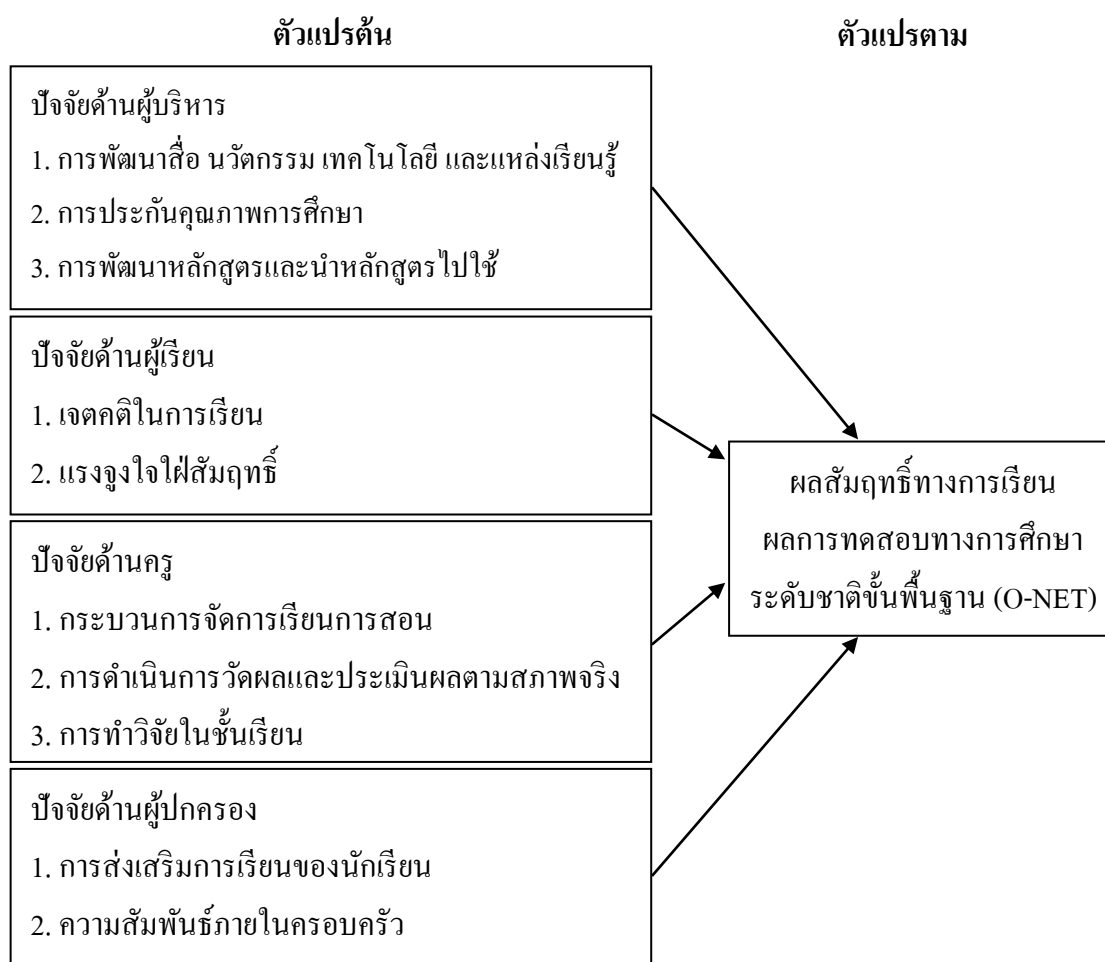 ตัวแปรต้น
ตัวแปรตาม
ปัจจัยด้านผู้บริหาร
1. การพัฒนาสื่อ นวัตกรรม เทคโนโลยี และแหล่งเรียนรู้
2. การประกันคุณภาพการศึกษา
3. การพัฒนาหลักสูตรและนำหลักสูตรไปใช้
ปัจจัยด้านผู้เรียน
1. เจตคติในการเรียน
2. แรงจูงใจใฝ่สัมฤทธิ์
ปัจจัยด้านครู
1. กระบวนการจัดการเรียนการสอน
2. การดำเนินการวัดผลและประเมินผลตามสภาพจริง
3. การทำวิจัยในชั้นเรียน
ปัจจัยด้านผู้ปกครอง
1. การส่งเสริมการเรียนของนักเรียน
2. ความสัมพันธ์ภายในครอบครัว
ผลสัมฤทธิ์ทางการเรียน
ผลการทดสอบทางการศึกษา
ระดับชาติขั้นพื้นฐาน (O-NET)